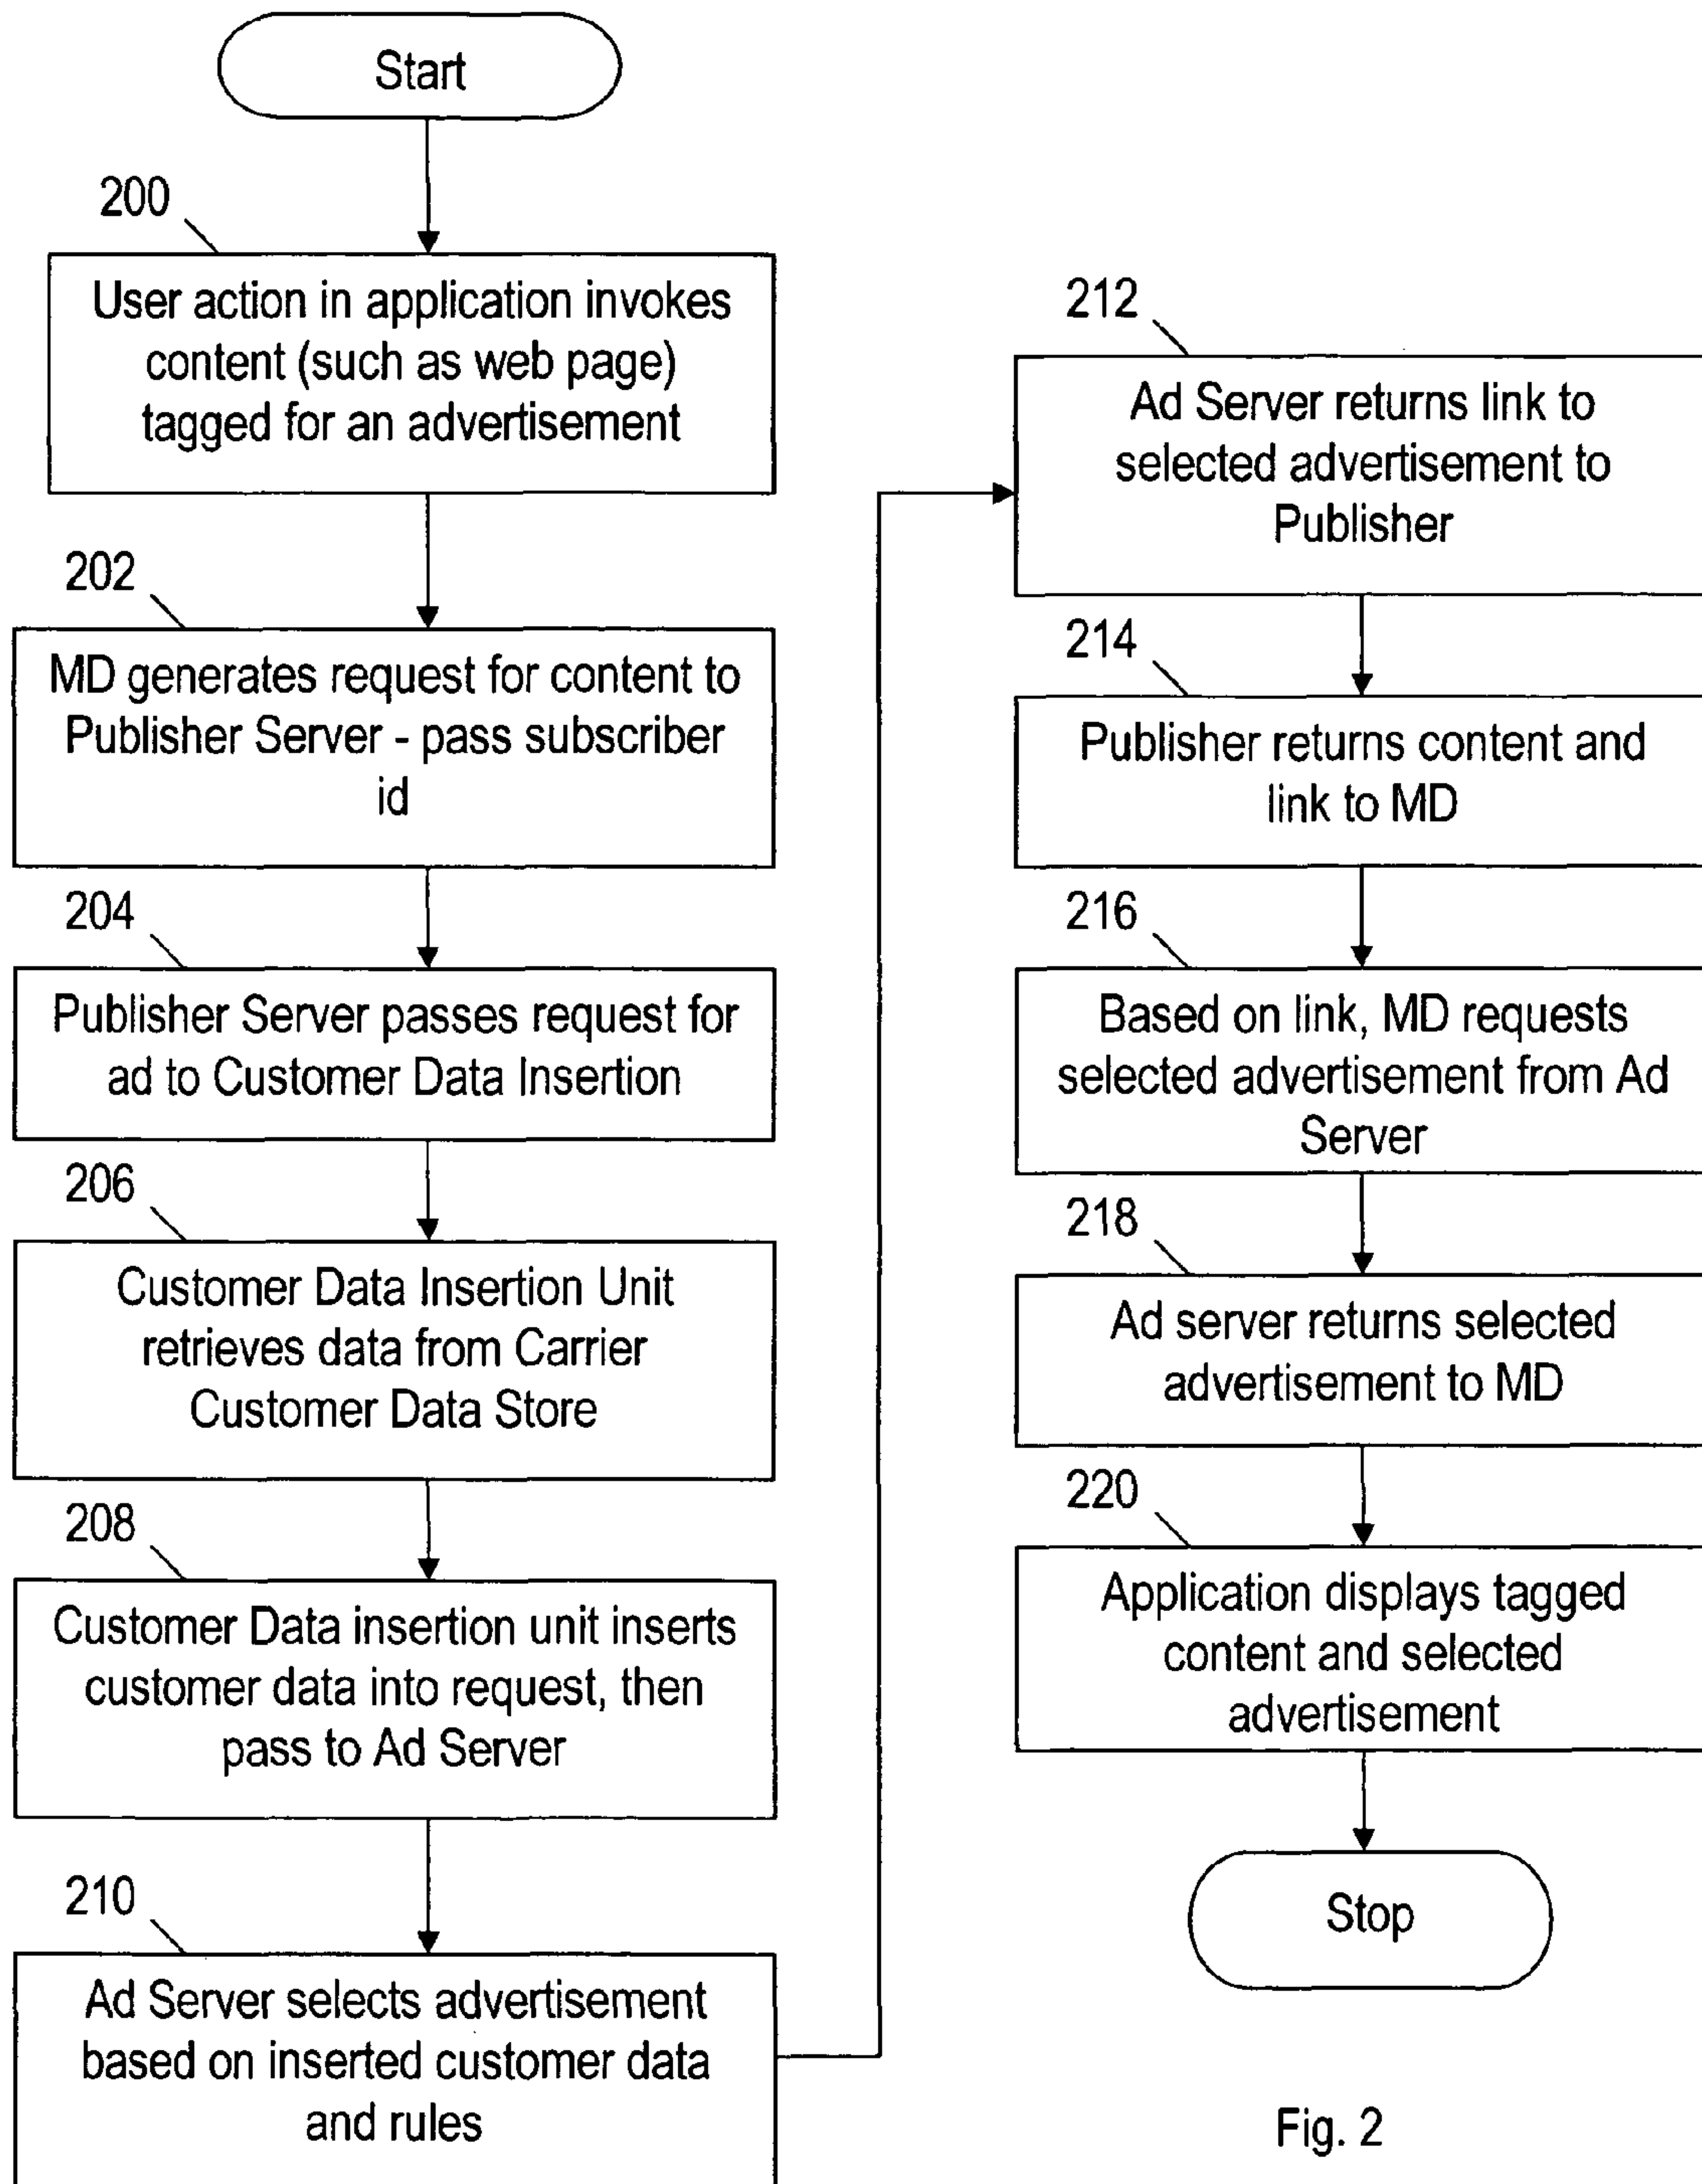 Start
200
User action in application invokes
content (such as web page)
tagged for an advertisement
202
MD generates request for content to
Publisher Server - pass subscriber
id
204
Publisher Server passes request for
ad to Customer Data Insertion
206
Customer Data Insertion Unit
retrieves data from Carrier
Customer Data Store
208
Customer Data insertion unit inserts
customer data into request, then
pass to Ad Server
210
Ad Server selects advertisement
based on inserted customer data
and rules
212
Ad Server returns link to
selected advertisement to
Publisher
214
Publisher returns content and
link to MD
216
Based on link, MD requests
selected advertisement from Ad
Server
218
Ad server returns selected
advertisement to MD
220
Application displays tagged
content and selected
advertisement
Stop
Fig. 2